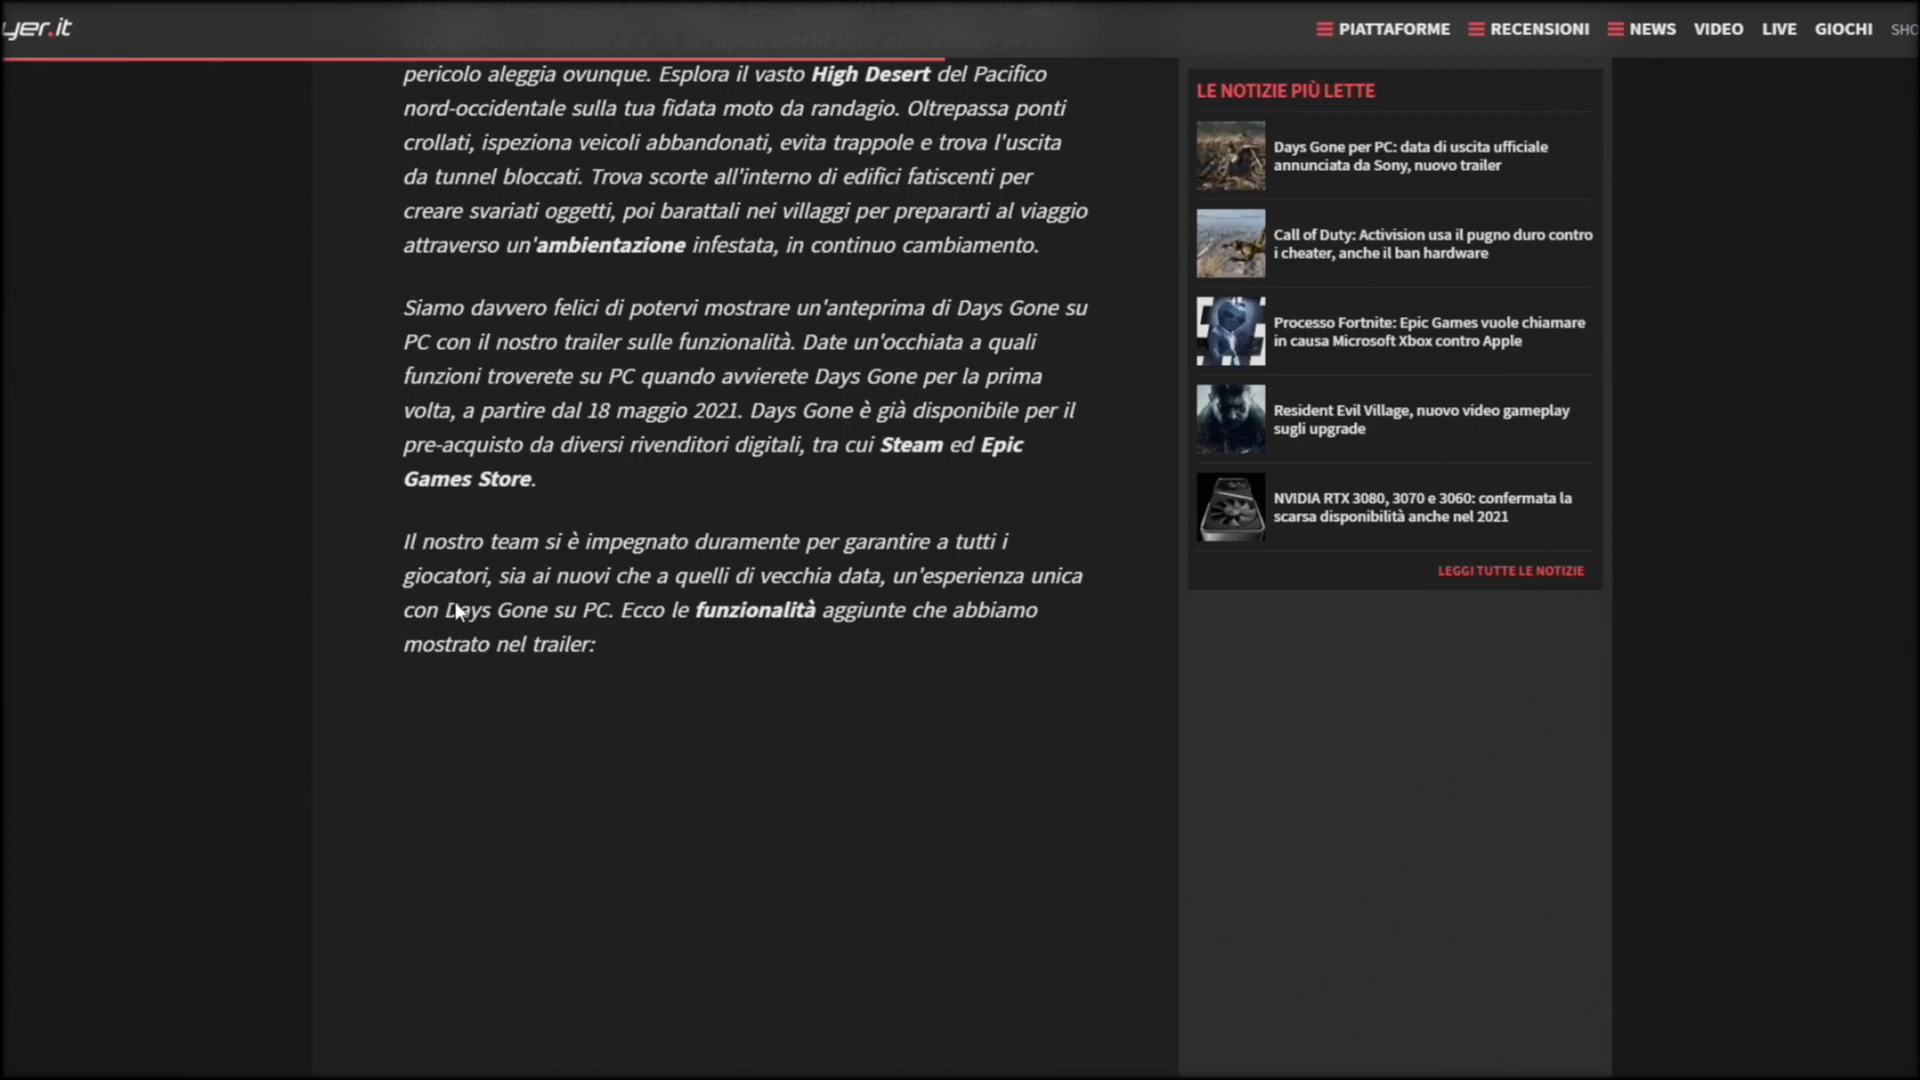 yer.it
PIATTAFORME RECENSIONI NEWS VIDEO LIVE GIOCHI
pericolo aleggia ovunque. Esplora il vasto High Desert del Pacifico
nord-occidentale sulla tua fidata moto da randagio. Oltrepassa ponti
crollati, ispeziona veicoli abbandonati, evita trappole e trova l'uscita
da tunnel bloccati. Trova scorte all'interno di edifici fatiscenti per
creare svariati oggetti, poi barattali nei villaggi per prepararti al viaggio
attraverso un'ambientazione infestata, in continuo cambiamento.
Siamo davvero felici di potervi mostrare un'anteprima di Days Gone su
PC con il nostro trailer sulle funzionalità. Date un'occhiata a quali
funzioni troverete su PC quando avvierete Days Gone per la prima
volta, a partire dal 18 maggio 2021. Days Gone è già disponibile per il
pre-acquisto da diversi rivenditori digitali, tra cui Steam ed Epic
Games Store.
Il nostro team si è impegnato duramente per garantire a tutti i
giocatori, sia ai nuovi che a quelli di vecchia data, un'esperienza unica
con Days Gone su PC. Ecco le funzionalità aggiunte che abbiamo
mostrato nel trailer:
LE NOTIZIE PIÙ LETTE
Days Gone per PC: data di uscita ufficiale
annunciata da Sony, nuovo trailer
Call of Duty: Activision usa il pugno duro contro
i cheater, anche il ban hardware
Processo Fortnite: Epic Games vuole chiamare
in causa Microsoft Xbox contro Apple
Resident Evil Village, nuovo video gameplay
sugli upgrade
NVIDIA RTX 3080, 3070 e 3060: confermata la
scarsa disponibilità anche nel 2021
LEGGI TUTTE LE NOTIZIE